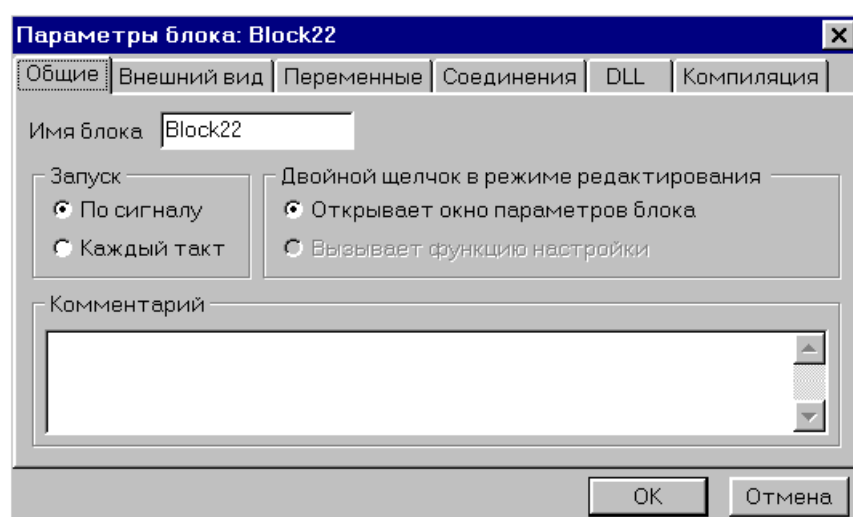 Параметры блока: Block22
Общие Внешний вид Переменные Соединения DLL Компиляция
Имя блока Block22
Запуск
По сигналу
Каждый такт
Двойной щелчок в режиме редактирования
Открывает окно параметров блока
Вызывает функцию настройки
Комментарий
OK Отмена